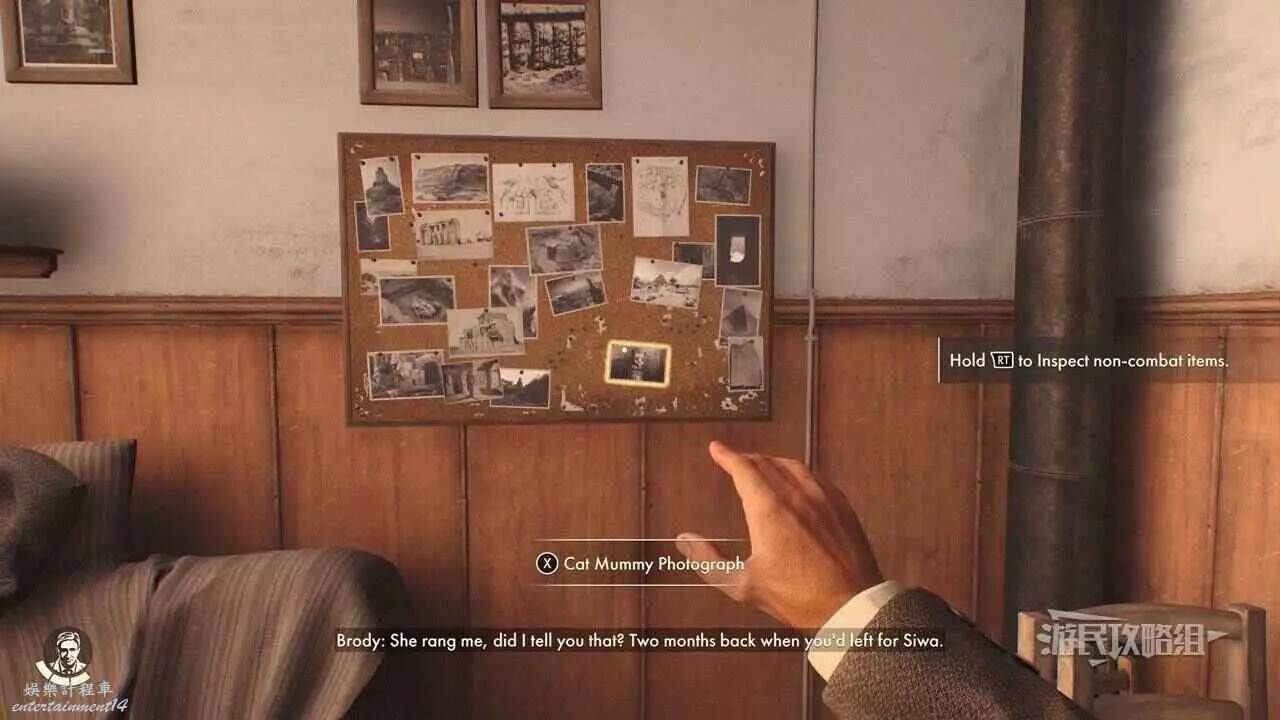 Hold RT to Inspect non-combat items.
X Cat Mummy Photograph
Brody: She rang me, did I tell you that? Two months back when you'd left for Siwa.
游民攻略组
娛樂計程車
entertainment14